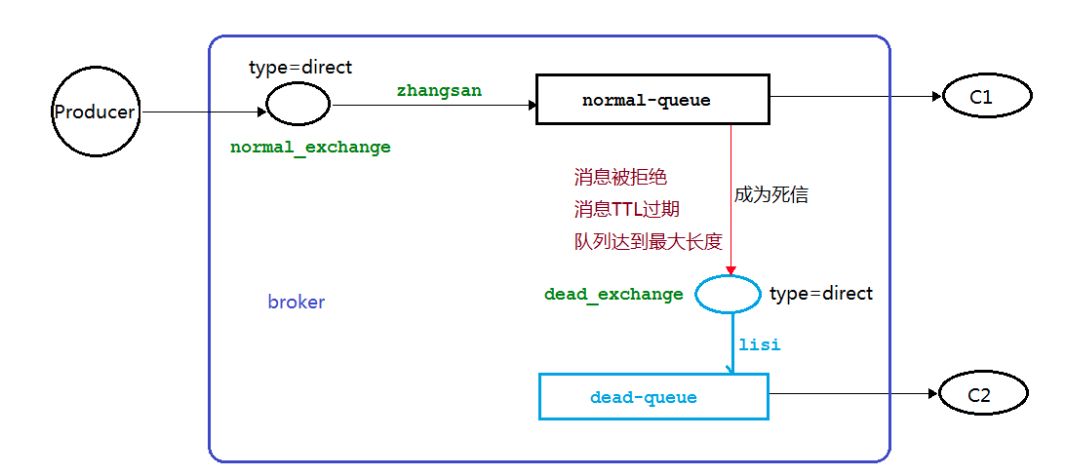 type=direct
zhangsan
normal-queue
C1
Producer
normal_exchange
消息被拒绝
消息TTL过期
队列达到最大长度
成为死信
broker
dead_exchange
type=direct
lisi
dead-queue
C2